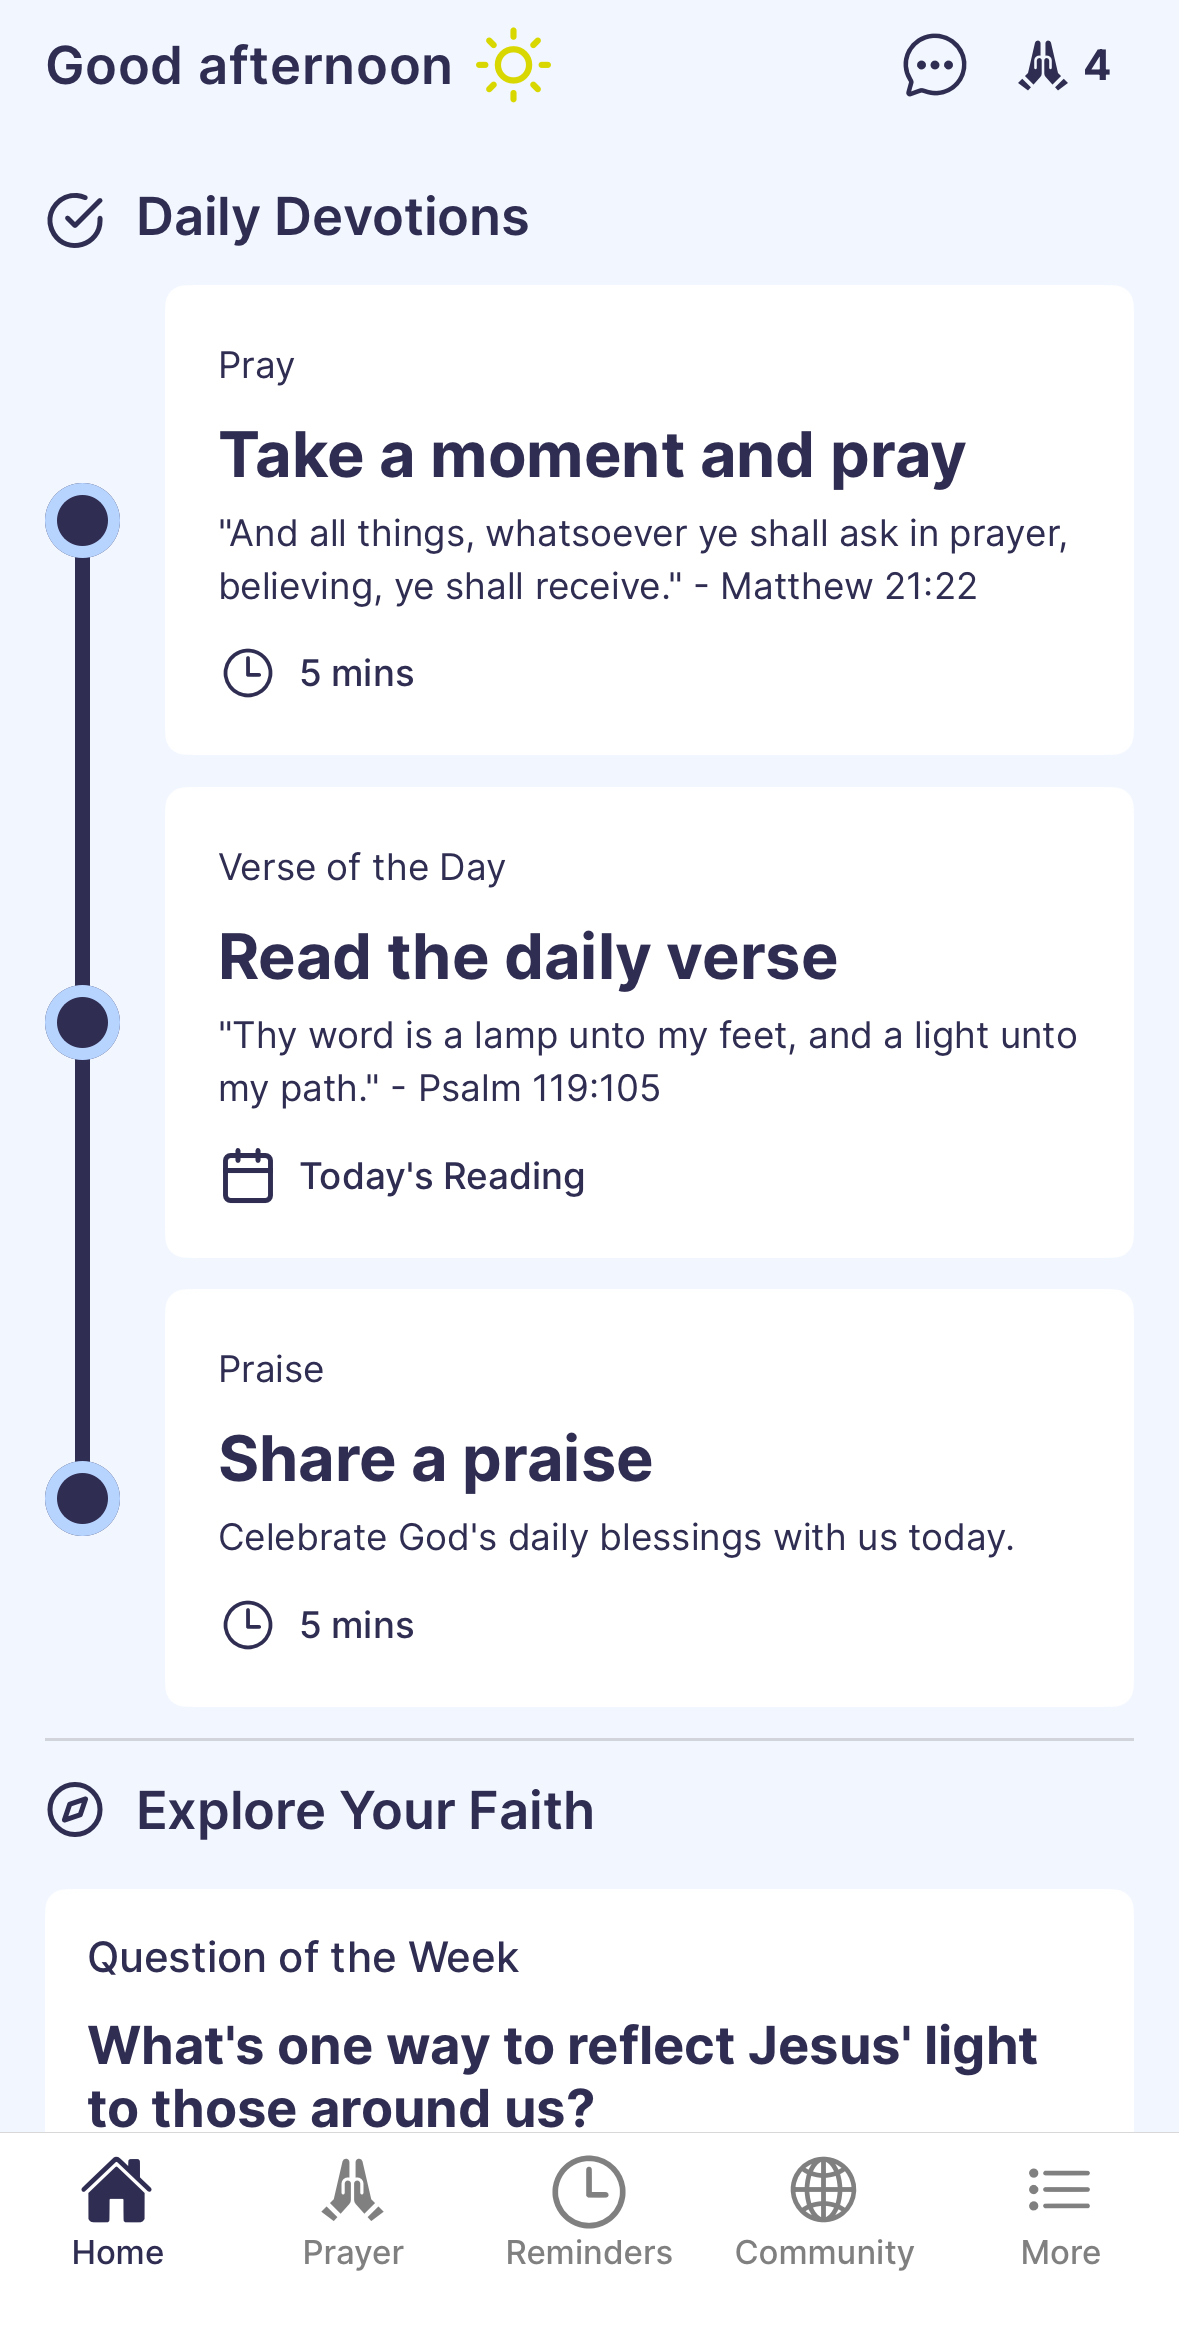 Good afternoon
4
Daily Devotions
Pray
Take a moment and pray
"And all things, whatsoever ye shall ask in prayer,
believing, ye shall receive." - Matthew 21:22
5 mins
Verse of the Day
Read the daily verse
"Thy word is a lamp unto my feet, and a light unto
my path." - Psalm 119:105
Today's Reading
Praise
Share a praise
Celebrate God's daily blessings with us today.
5 mins
Explore Your Faith
Question of the Week
What's one way to reflect Jesus' light
to those around us?
Home
Prayer
Reminders
Community
More